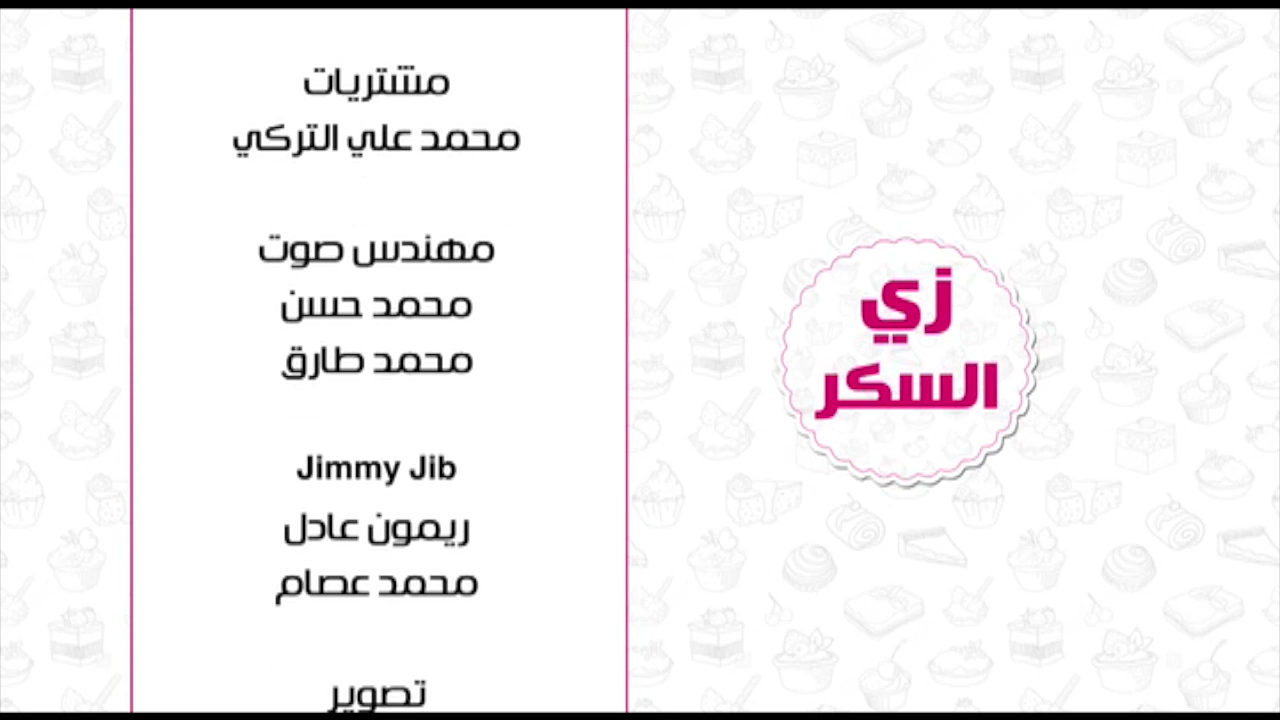 مشتريات
محمد علي التركي
مهندس صوت
محمد حسن
محمد طارق
Jimmy Jib
ريمون عادل
محمد عصام
تصوير
زي
السكر